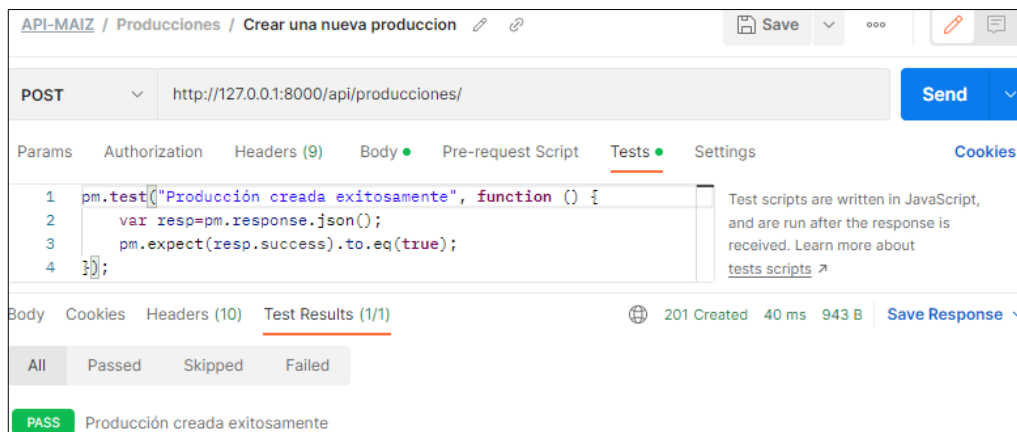 API-MAIZ / Producciones / Crear una nueva produccion
Save
POST
http://127.0.0.1:8000/api/producciones/
Send
Params Authorization Headers (9) Body Pre-request Script Tests Settings Cookies
1 pm.test("Producción creada exitosamente", function () {
2 var resp=pm.response.json();
3 pm.expect(resp.success).to.eq(true);
4 });
Test scripts are written in JavaScript,
and are run after the response is
received. Learn more about
tests scripts
Body Cookies Headers (10) Test Results (1/1) 201 Created 40 ms 943 B Save Response
All Passed Skipped Failed
PASS Producción creada exitosamente